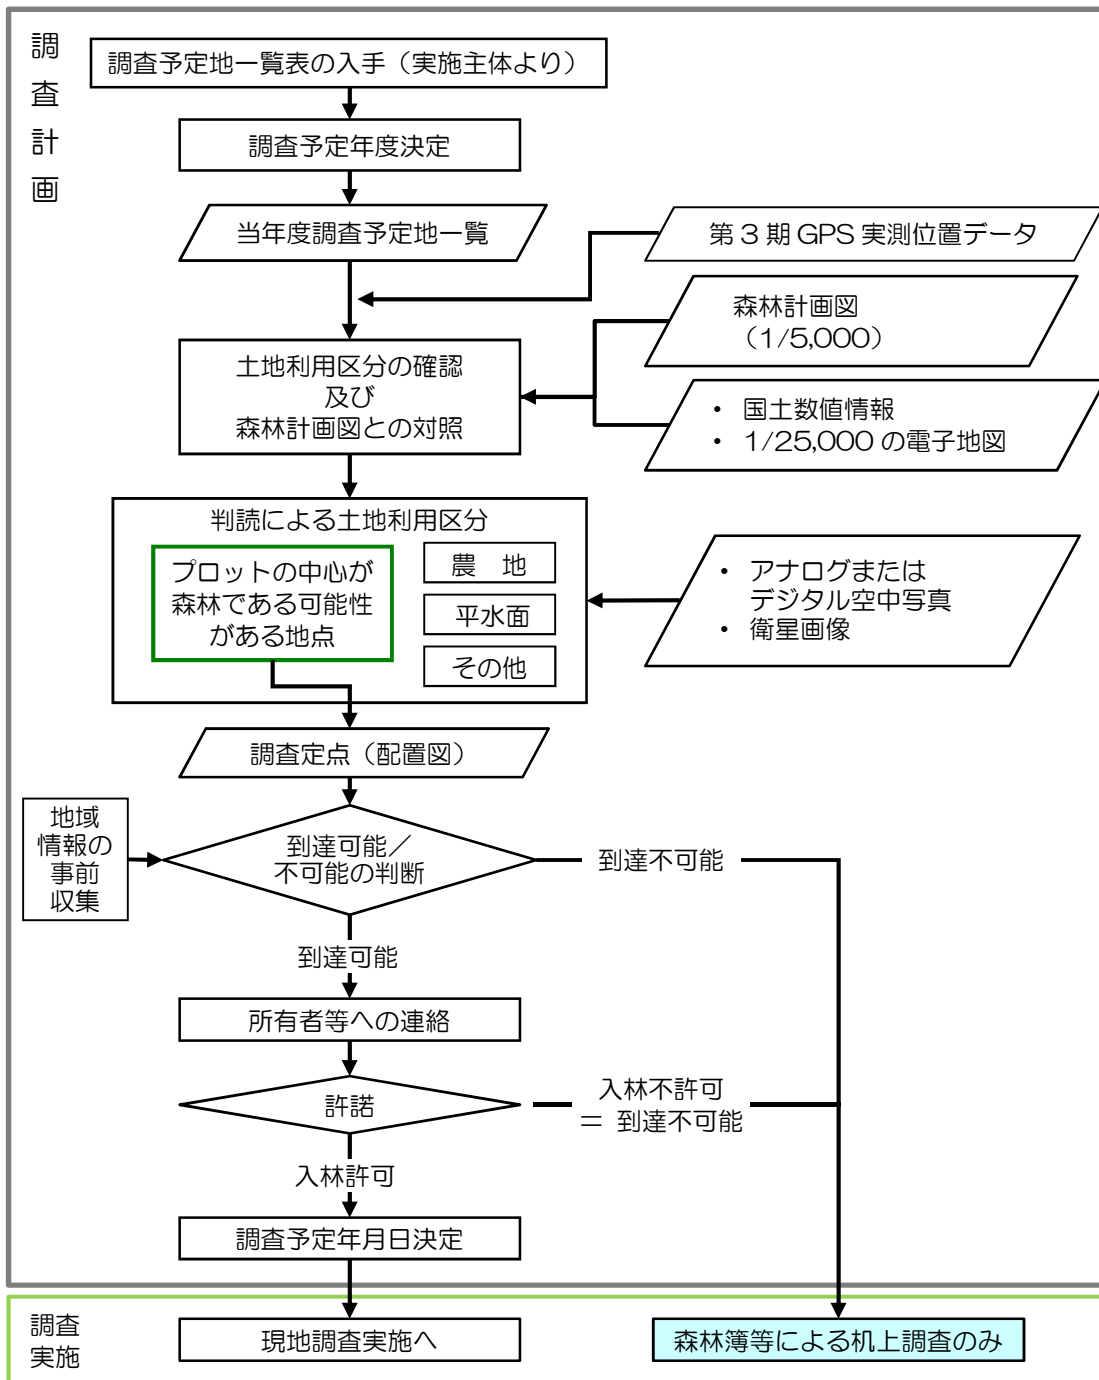 調査計画
調査予定地一覧表の入手（実施主体より）
調査予定年度決定
当年度調査予定地一覧
第３期 GPS 実測位置データ
森林計画図
（1/5,000）
土地利用区分の確認
及び
森林計画図との対照
• 国土数値情報
• 1/25,000 の電子地図
判読による土地利用区分
プロットの中心が
森林である可能性
がある地点
農　地
平水面
その他
• アナログまたは
デジタル空中写真
• 衛星画像
調査定点（配置図）
地域
情報の
事前
収集
到達可能／
不可能の判断
到達不可能
到達可能
所有者等への連絡
許諾
入林不許可
＝ 到達不可能
入林許可
調査予定年月日決定
調査
実施
現地調査実施へ
森林簿等による机上調査のみ